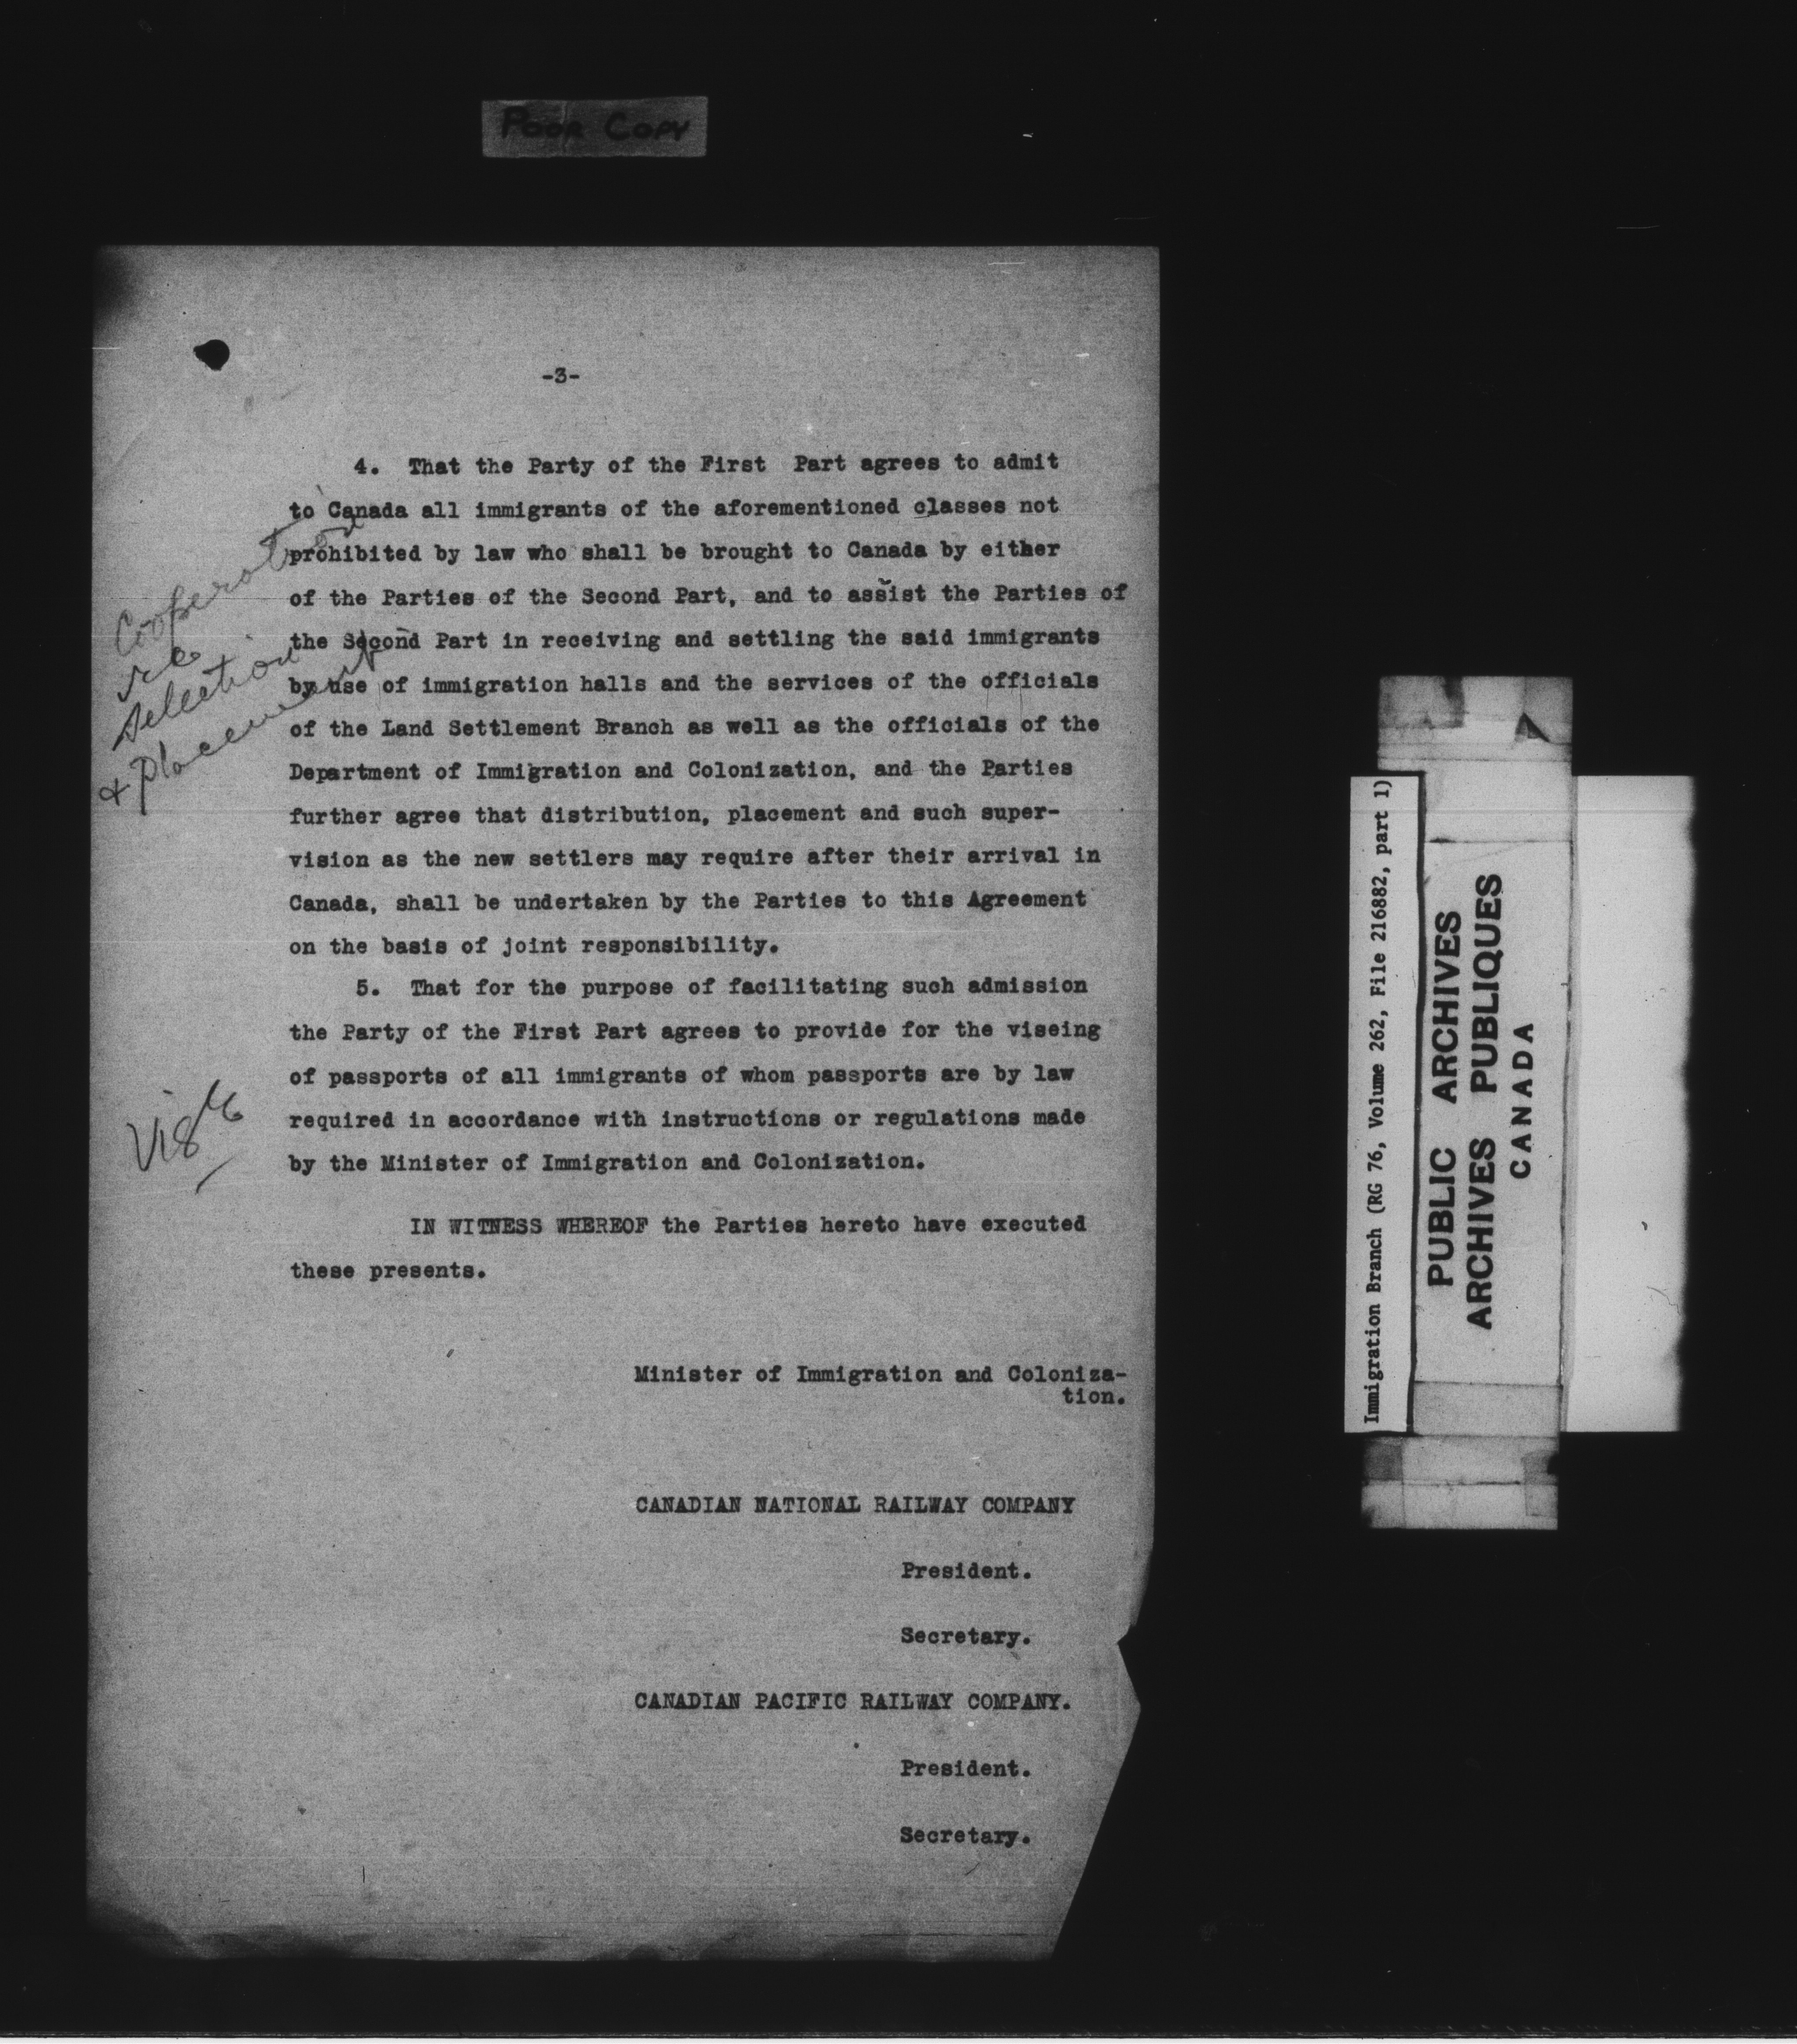 POOR COPY
-3-
4. That the Party of the First Part agrees to admit
to Canada all immigrants of the aforementioned classes not
prohibited by law who shall be brought to Canada by either
of the Parties of the Second Part, and to assist the Parties of
the Second Part in receiving and settling the said immigrants
by use of immigration halls and the services of the officials
of the Land Settlement Branch as well as the officials of the
Department of Immigration and Colonization, and the Parties
further agree that distribution, placement and such super-
vision as the new settlers may require after their arrival in
Canada, shall be undertaken by the Parties to this Agreement
on the basis of joint responsibility.
Cooperation
re
selection
& placement
5. That for the purpose of facilitating such admission
the Party of the First Part agrees to provide for the viseing
of passports of all immigrants of whom passports are by law
required in accordance with instructions or regulations made
by the Minister of Immigration and Colonization.
Vise
IN WITNESS WHEREOF the Parties hereto have executed
these presents.
Minister of Immigration and Coloniza-
tion.
CANADIAN NATIONAL RAILWAY COMPANY
President.
Secretary.
CANADIAN PACIFIC RAILWAY COMPANY.
President.
Secretary.
Immigration Branch (RG 76, Volume 262, File 216882, part 1)
PUBLIC ARCHIVES
ARCHIVES PUBLIQUES
CANADA